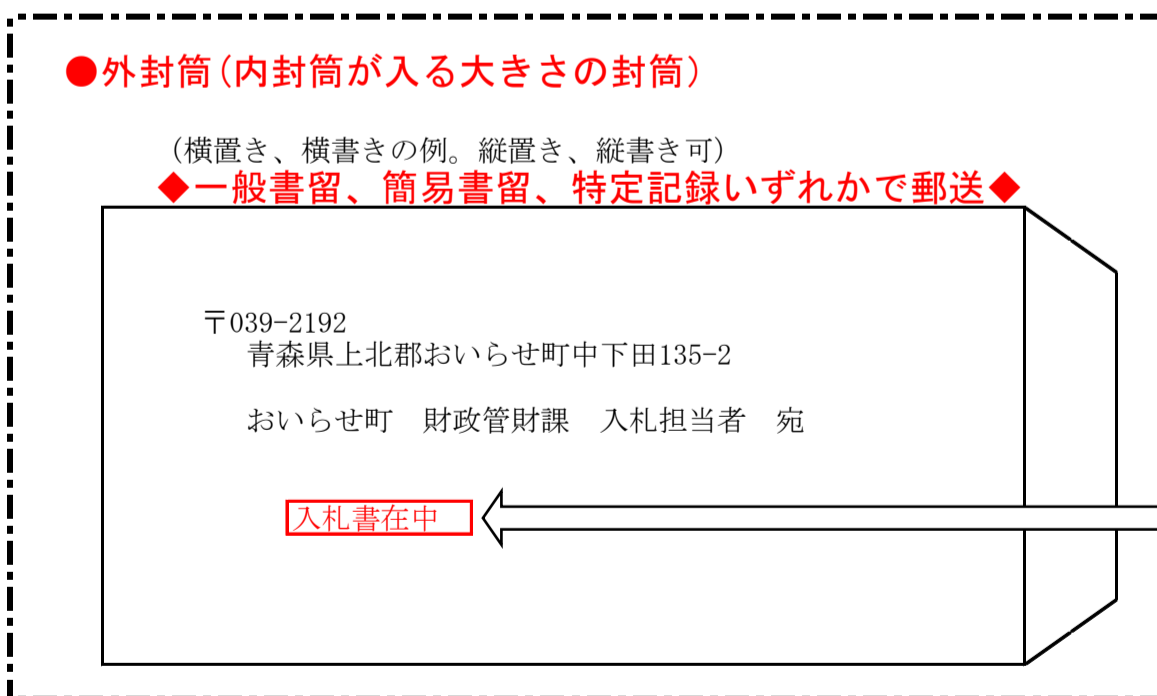 ●外封筒(内封筒が入る大きさの封筒)
(横置き、横書きの例。縦置き、縦書き可)
◆一般書留、簡易書留、特定記録いずれかで郵送◆
〒039-2192
青森県上北郡おいらせ町中下田135-2
おいらせ町　財政管財課　入札担当者　宛
入札書在中